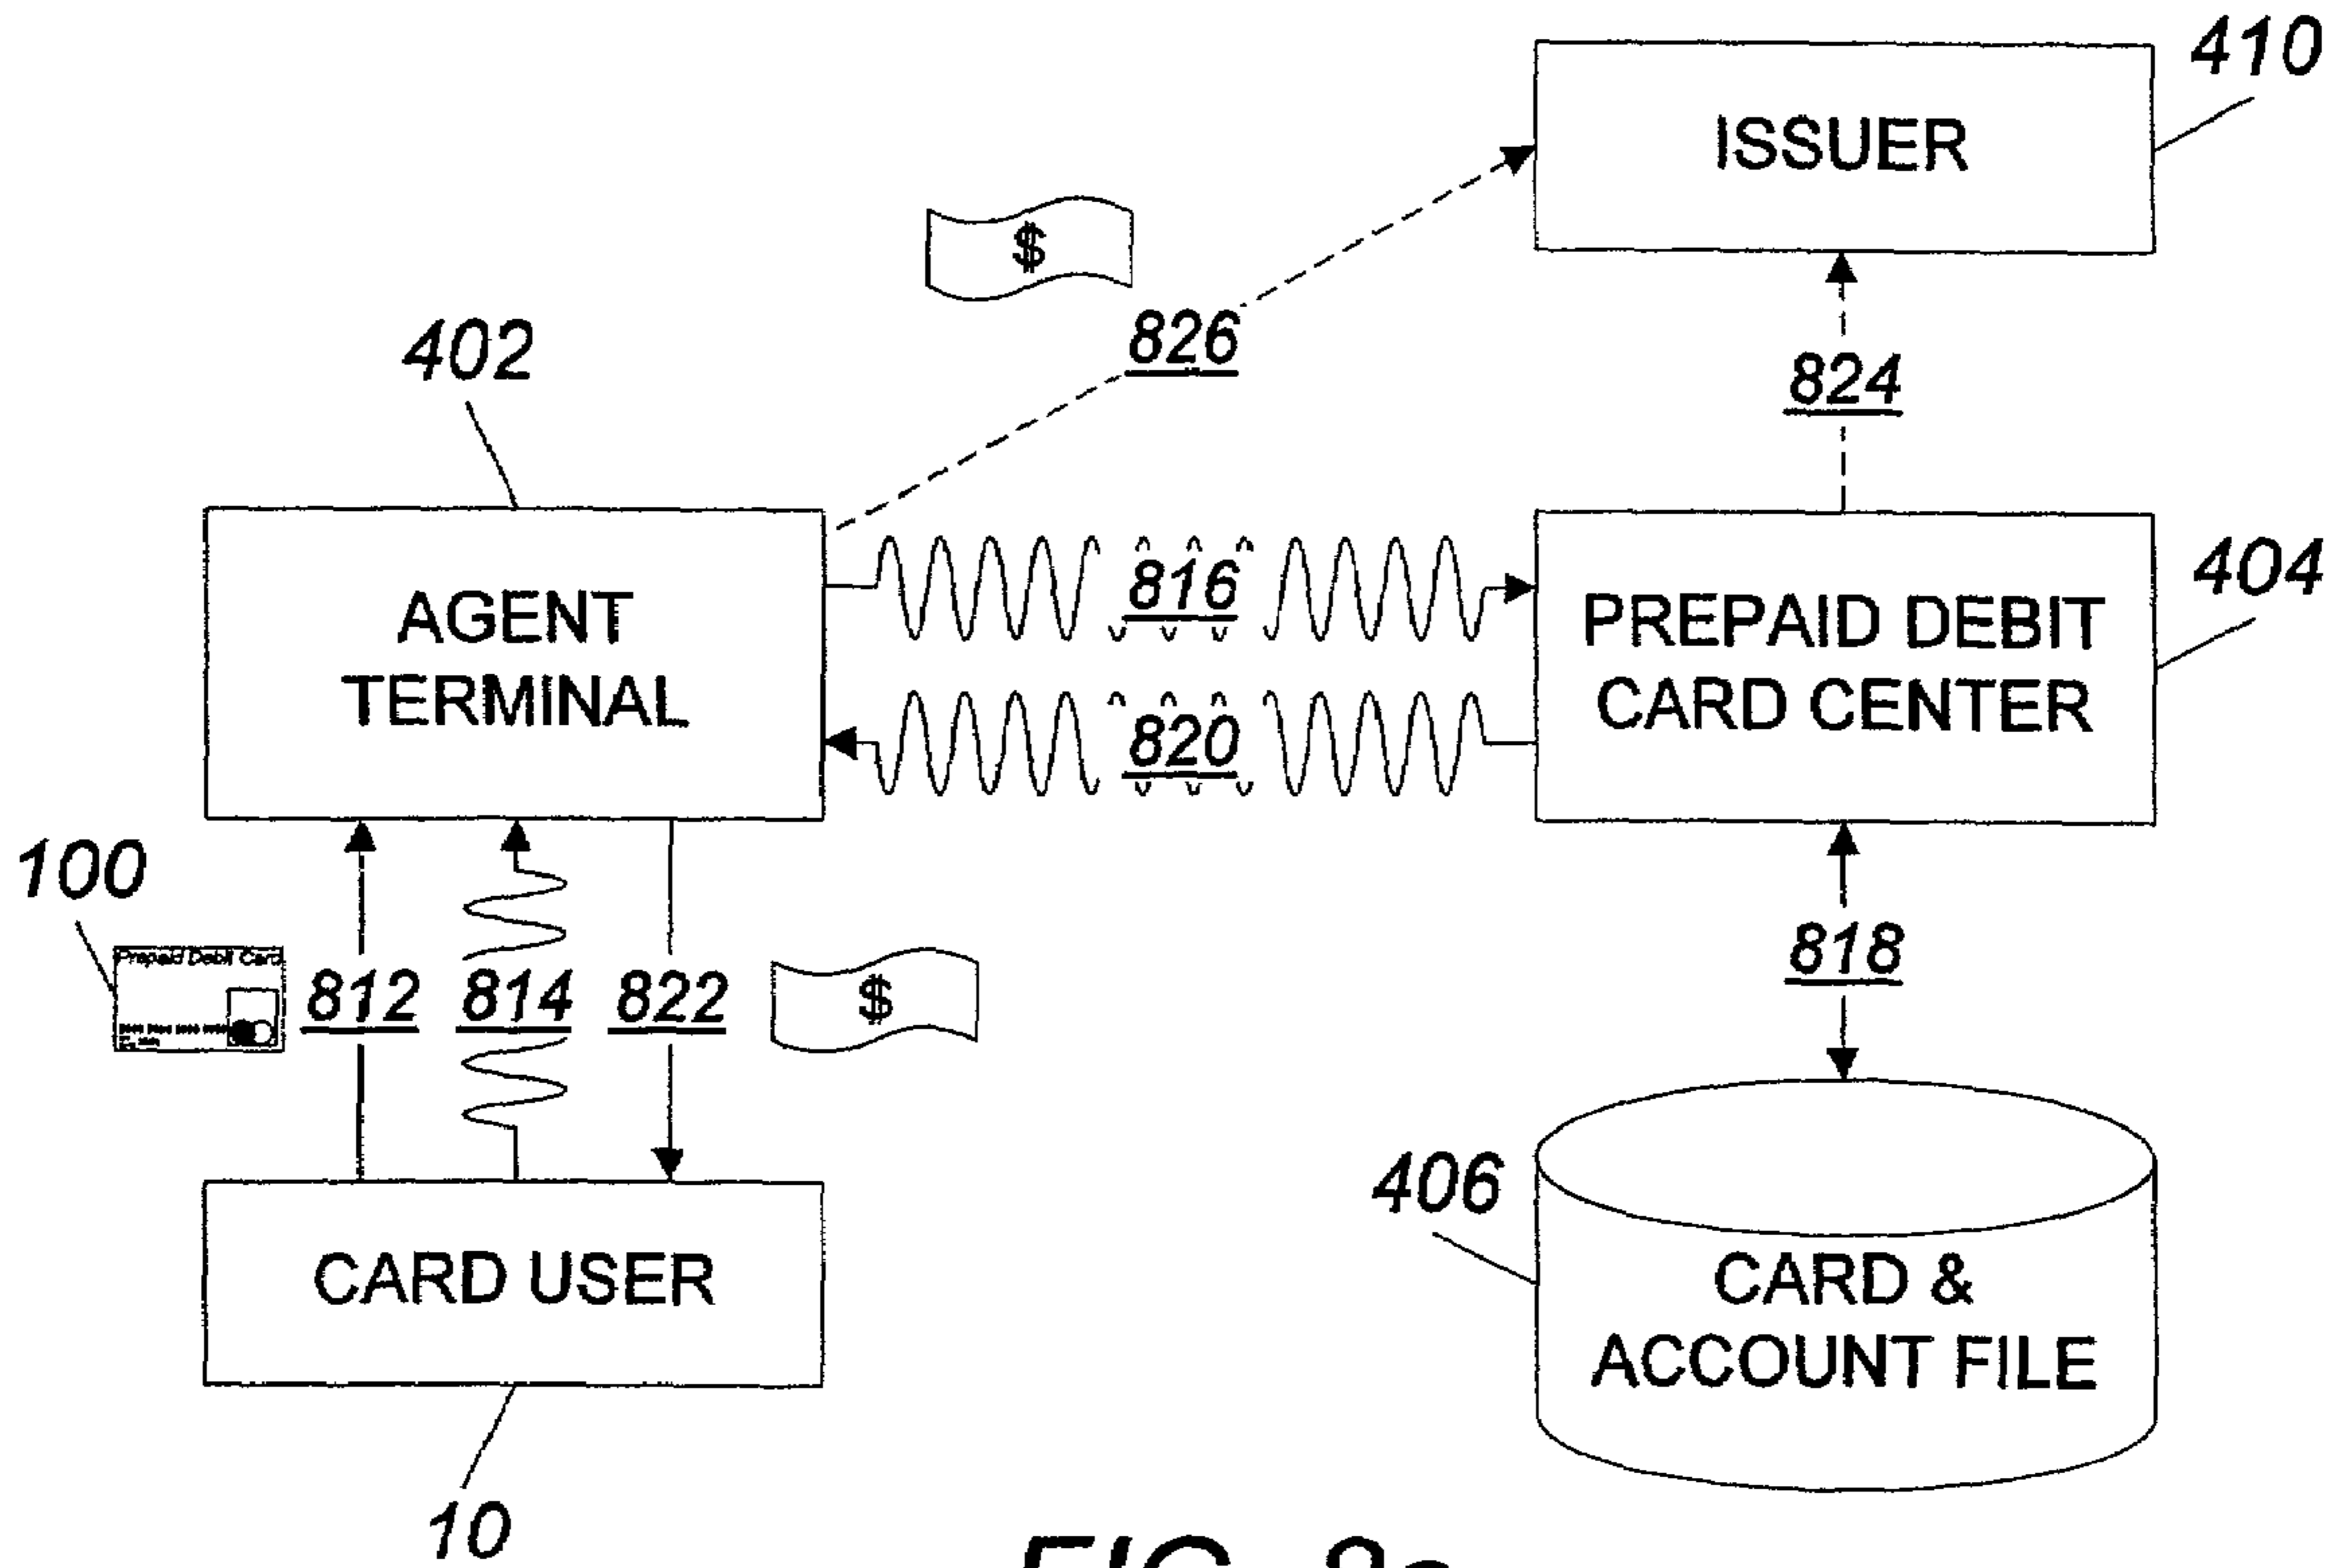 410
ISSUER
$
826
402
824
AGENT
TERMINAL
816
820
PREPAID DEBIT
CARD CENTER
404
100
Prepaid Debit Card
812
814
822
$
818
406
CARD USER
CARD &
ACCOUNT FILE
10